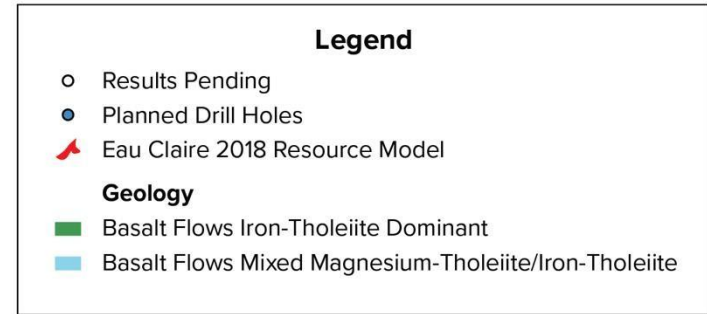 Legend
Results Pending
Planned Drill Holes
Eau Claire 2018 Resource Model
Geology
Basalt Flows Iron-Tholeiite Dominant
Basalt Flows Mixed Magnesium-Tholeiite/Iron-Tholeiite